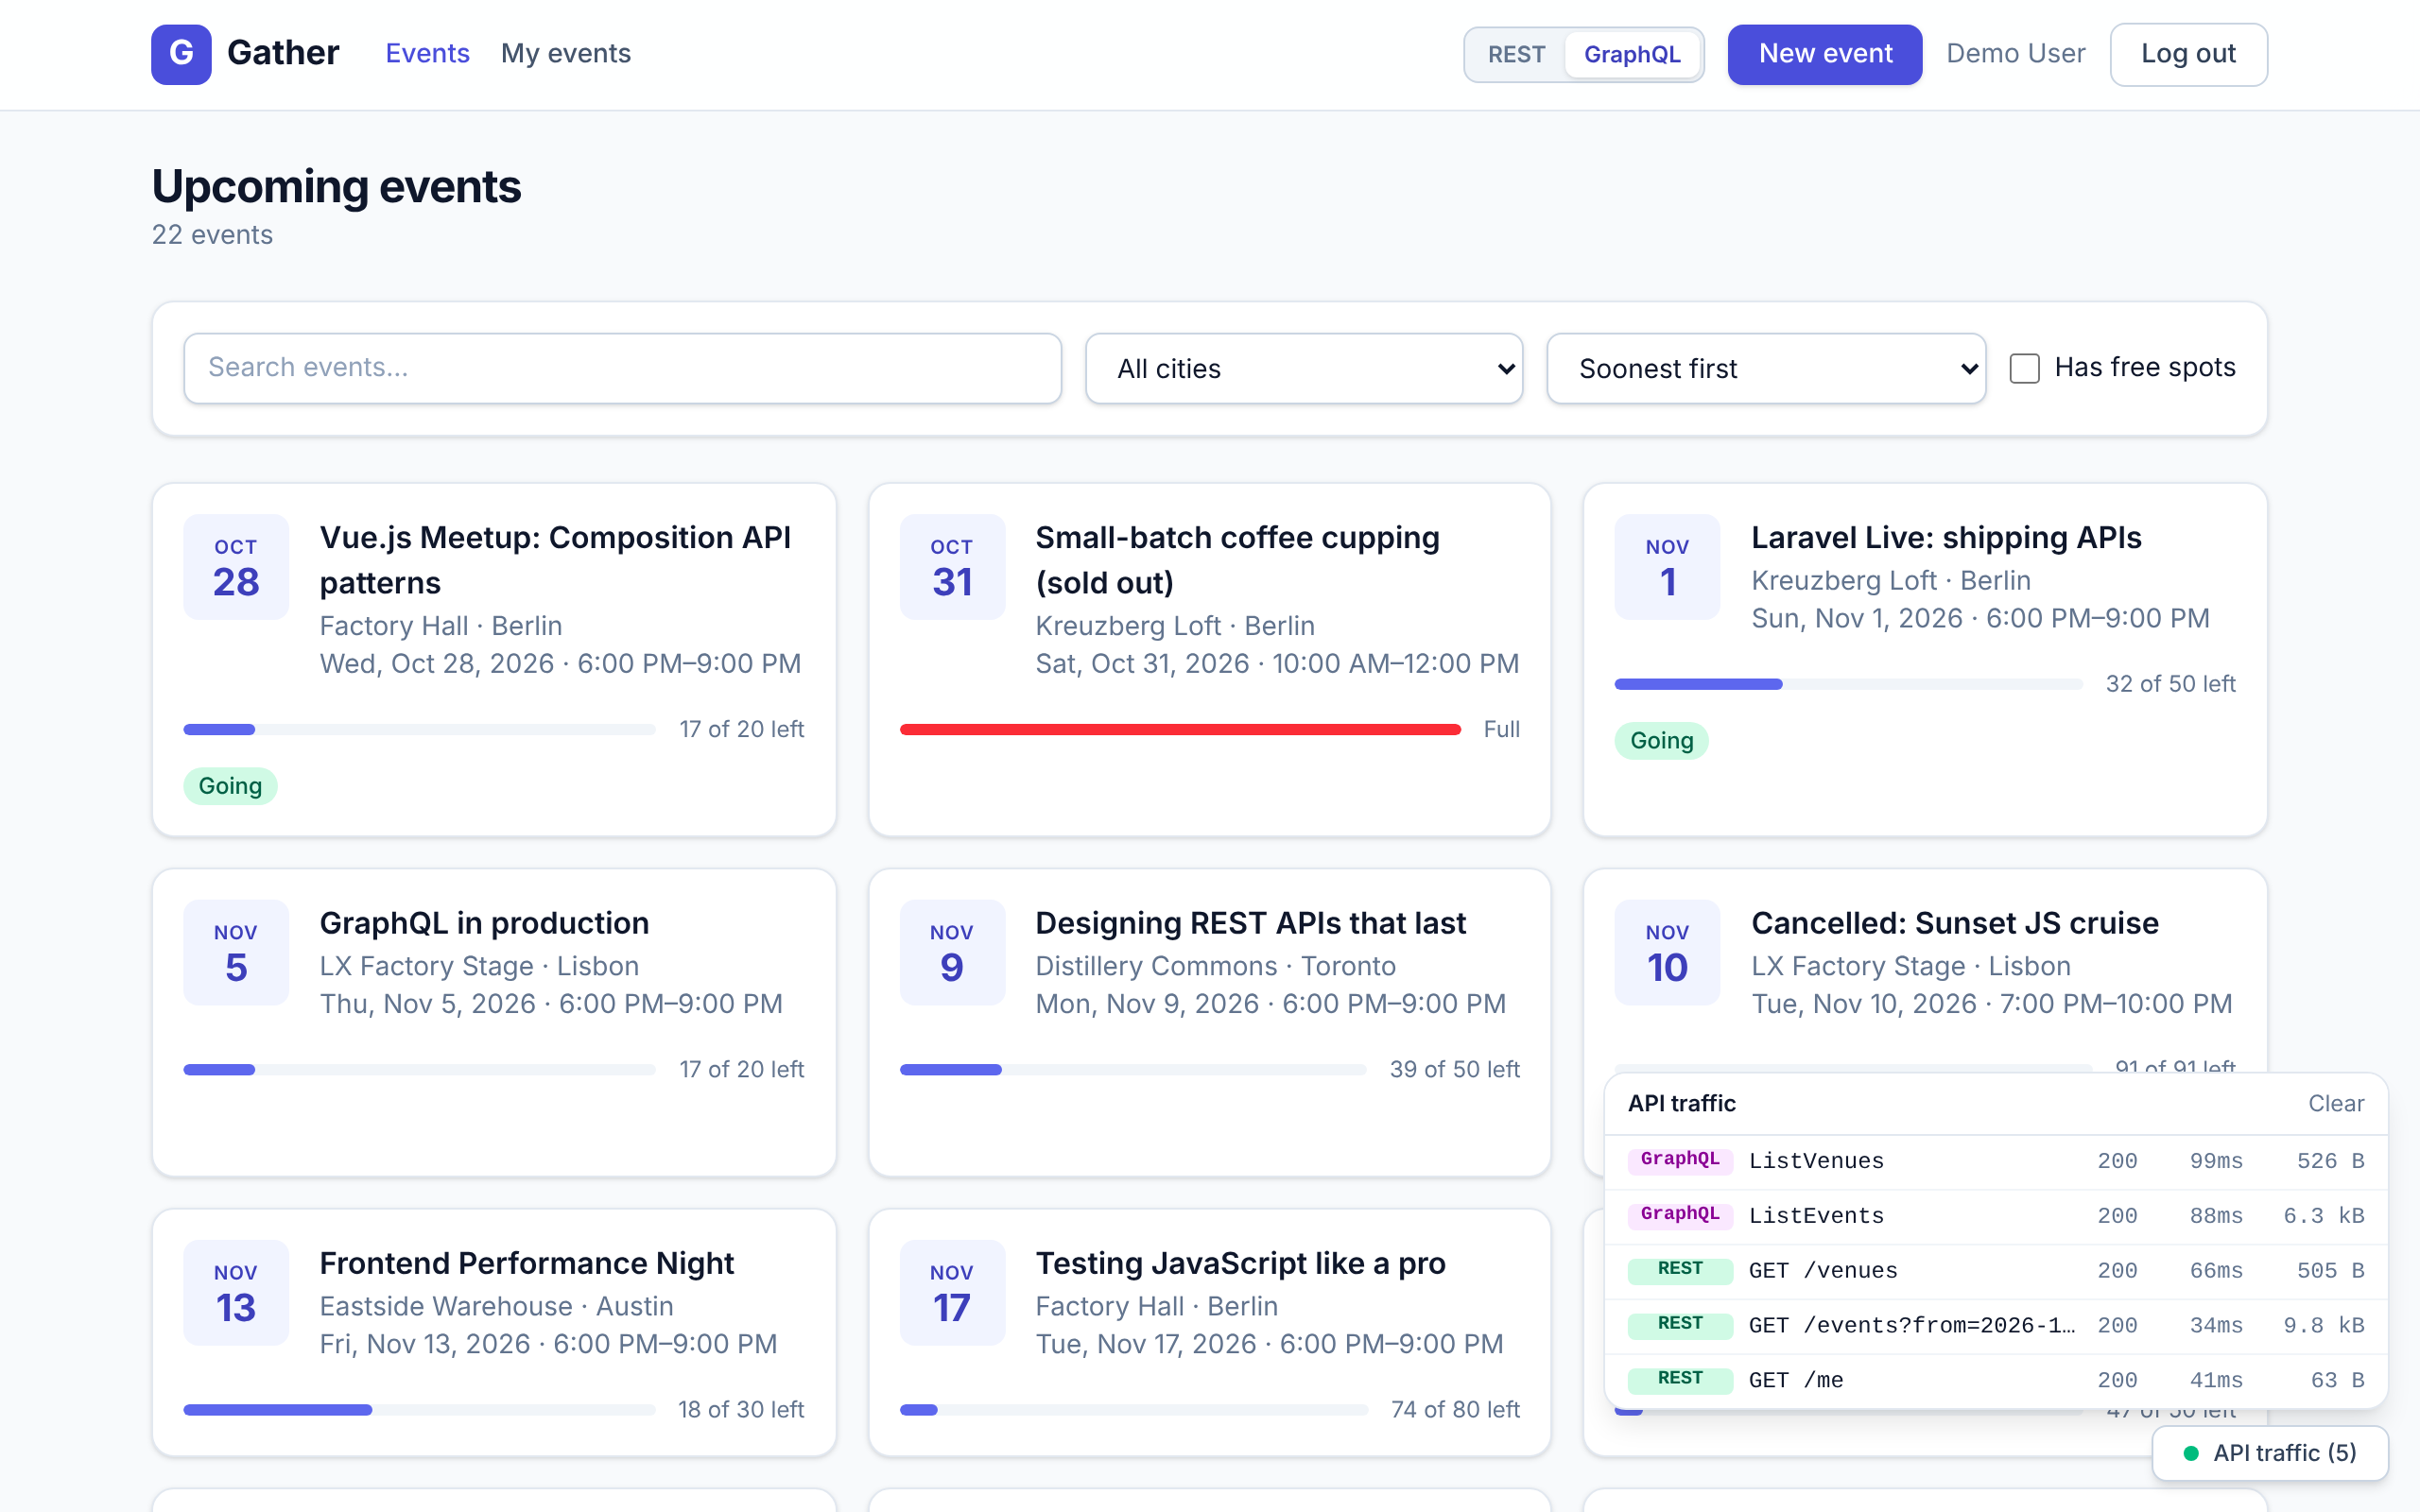 G Gather Events My events REST GraphQL New event Demo User Log out
Upcoming events
22 events
Search events... All cities Soonest first Has free spots
OCT
28
Vue.js Meetup: Composition API
patterns
Factory Hall · Berlin
Wed, Oct 28, 2026 · 6:00 PM–9:00 PM
17 of 20 left
Going
OCT
31
Small-batch coffee cupping
(sold out)
Kreuzberg Loft · Berlin
Sat, Oct 31, 2026 · 10:00 AM–12:00 PM
Full
NOV
1
Laravel Live: shipping APIs
Kreuzberg Loft · Berlin
Sun, Nov 1, 2026 · 6:00 PM–9:00 PM
32 of 50 left
Going
NOV
5
GraphQL in production
LX Factory Stage · Lisbon
Thu, Nov 5, 2026 · 6:00 PM–9:00 PM
17 of 20 left
NOV
9
Designing REST APIs that last
Distillery Commons · Toronto
Mon, Nov 9, 2026 · 6:00 PM–9:00 PM
39 of 50 left
NOV
10
Cancelled: Sunset JS cruise
LX Factory Stage · Lisbon
Tue, Nov 10, 2026 · 7:00 PM–10:00 PM
91 of 91 left
NOV
13
Frontend Performance Night
Eastside Warehouse · Austin
Fri, Nov 13, 2026 · 6:00 PM–9:00 PM
18 of 30 left
NOV
17
Testing JavaScript like a pro
Factory Hall · Berlin
Tue, Nov 17, 2026 · 6:00 PM–9:00 PM
74 of 80 left
47 of 50 left
API traffic Clear
GraphQL ListVenues 200 99ms 526 B
GraphQL ListEvents 200 88ms 6.3 kB
REST GET /venues 200 66ms 505 B
REST GET /events?from=2026-1… 200 34ms 9.8 kB
REST GET /me 200 41ms 63 B
API traffic (5)